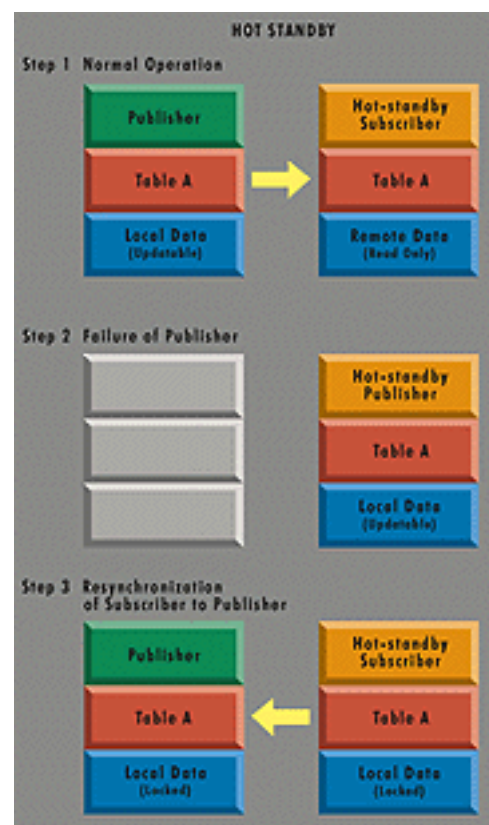 HOT STANDBY
Step 1 Normal Operation
Publisher
Hot-standby
Subscriber
Table A
Table A
Local Data
(Updatable)
Remote Data
(Read Only)
Step 2 Failure of Publisher
Hot-standby
Publisher
Table A
Local Data
(Updatable)
Step 3 Resynchronization
of Subscriber to Publisher
Publisher
Hot-standby
Subscriber
Table A
Table A
Local Data
(Locked)
Local Data
(Locked)